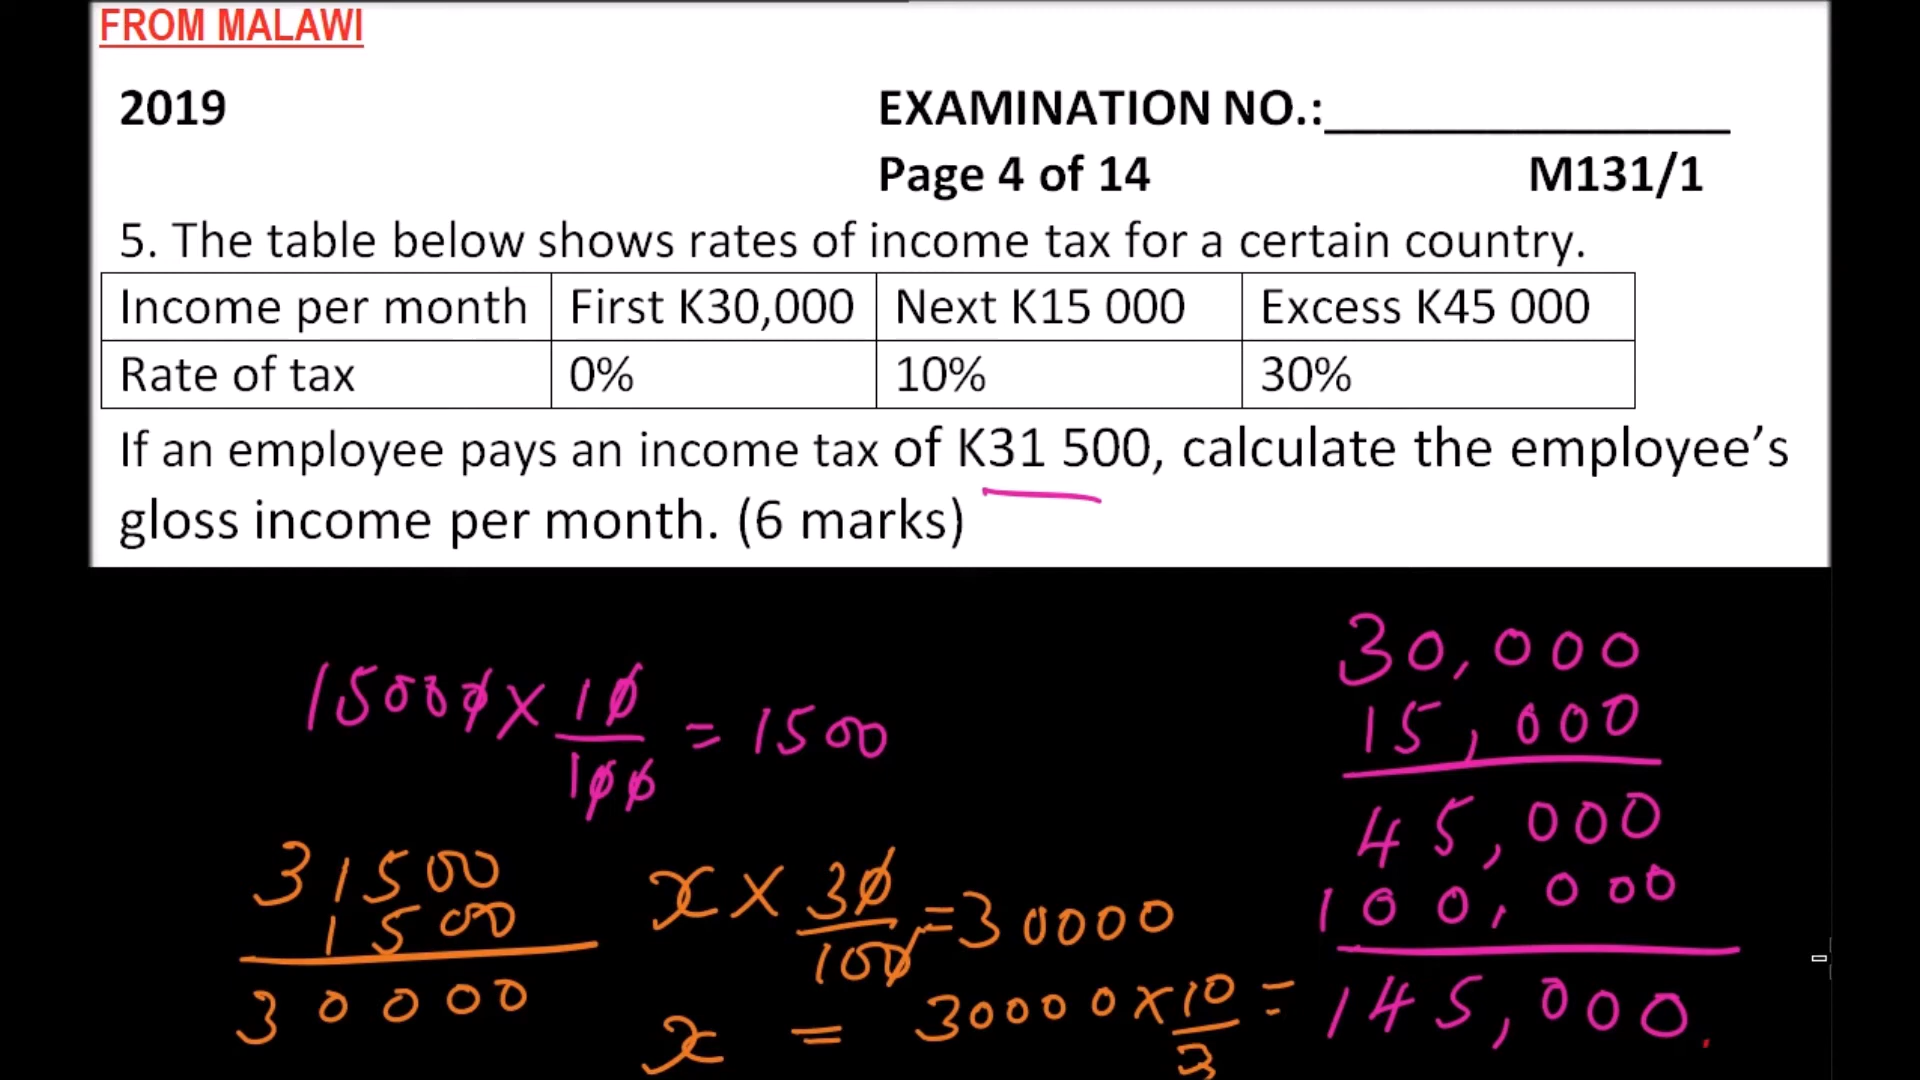 FROM MALAWI
2019 EXAMINATION NO.:_______________
Page 4 of 14 M131/1
5. The table below shows rates of income tax for a certain country.
Income per month First K30,000 Next K15 000 Excess K45 000
Rate of tax 0% 10% 30%
If an employee pays an income tax of K31 500, calculate the employee's
gloss income per month. (6 marks)
15000 × 10/100 = 1500
31500
1500
30000
x × 30/100 = 30000
x = 30000 × 10/3 =
30,000
15,000
45,000
100,000
145,000.